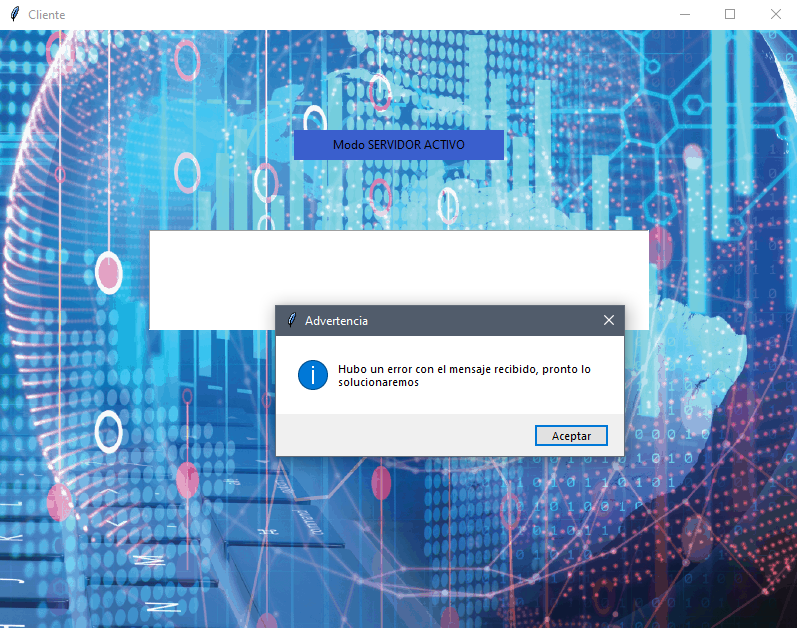 Cliente
Modo SERVIDOR ACTIVO
Advertencia
Hubo un error con el mensaje recibido, pronto lo
solucionaremos
Aceptar